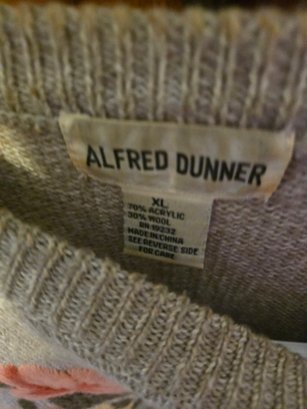 ALFRED DUNNER
XL
70% ACRYLIC
30% WOOL
RN 19232
MADE IN CHINA
SEE REVERSE SIDE
FOR CARE